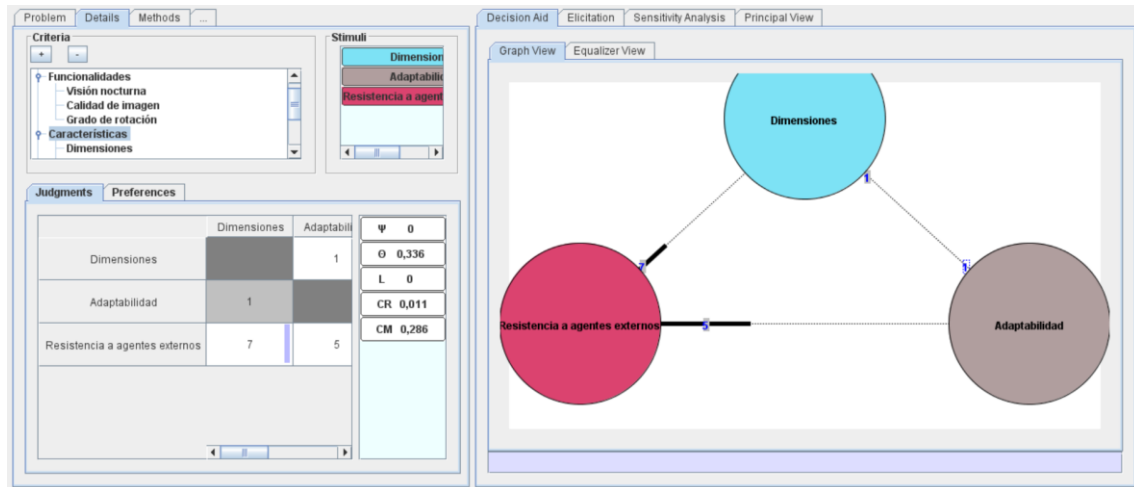 Problem Details Methods ...
Criteria
+ -
Funcionalidades
Visión nocturna
Calidad de imagen
Grado de rotación
Características
Dimensiones
Stimuli
Dimension
Adaptabilic
Resistencia a agent
Judgments Preferences
Dimensiones Adaptabili
Dimensiones 1
Adaptabilidad 1
Resistencia a agentes externos 7 5
Ψ 0
Θ 0,336
L 0
CR 0,011
CM 0,286
Decision Aid Elicitation Sensitivity Analysis Principal View
Graph View Equalizer View
Dimensiones
1
7
1
Resistencia a agentes externos
5
Adaptabilidad